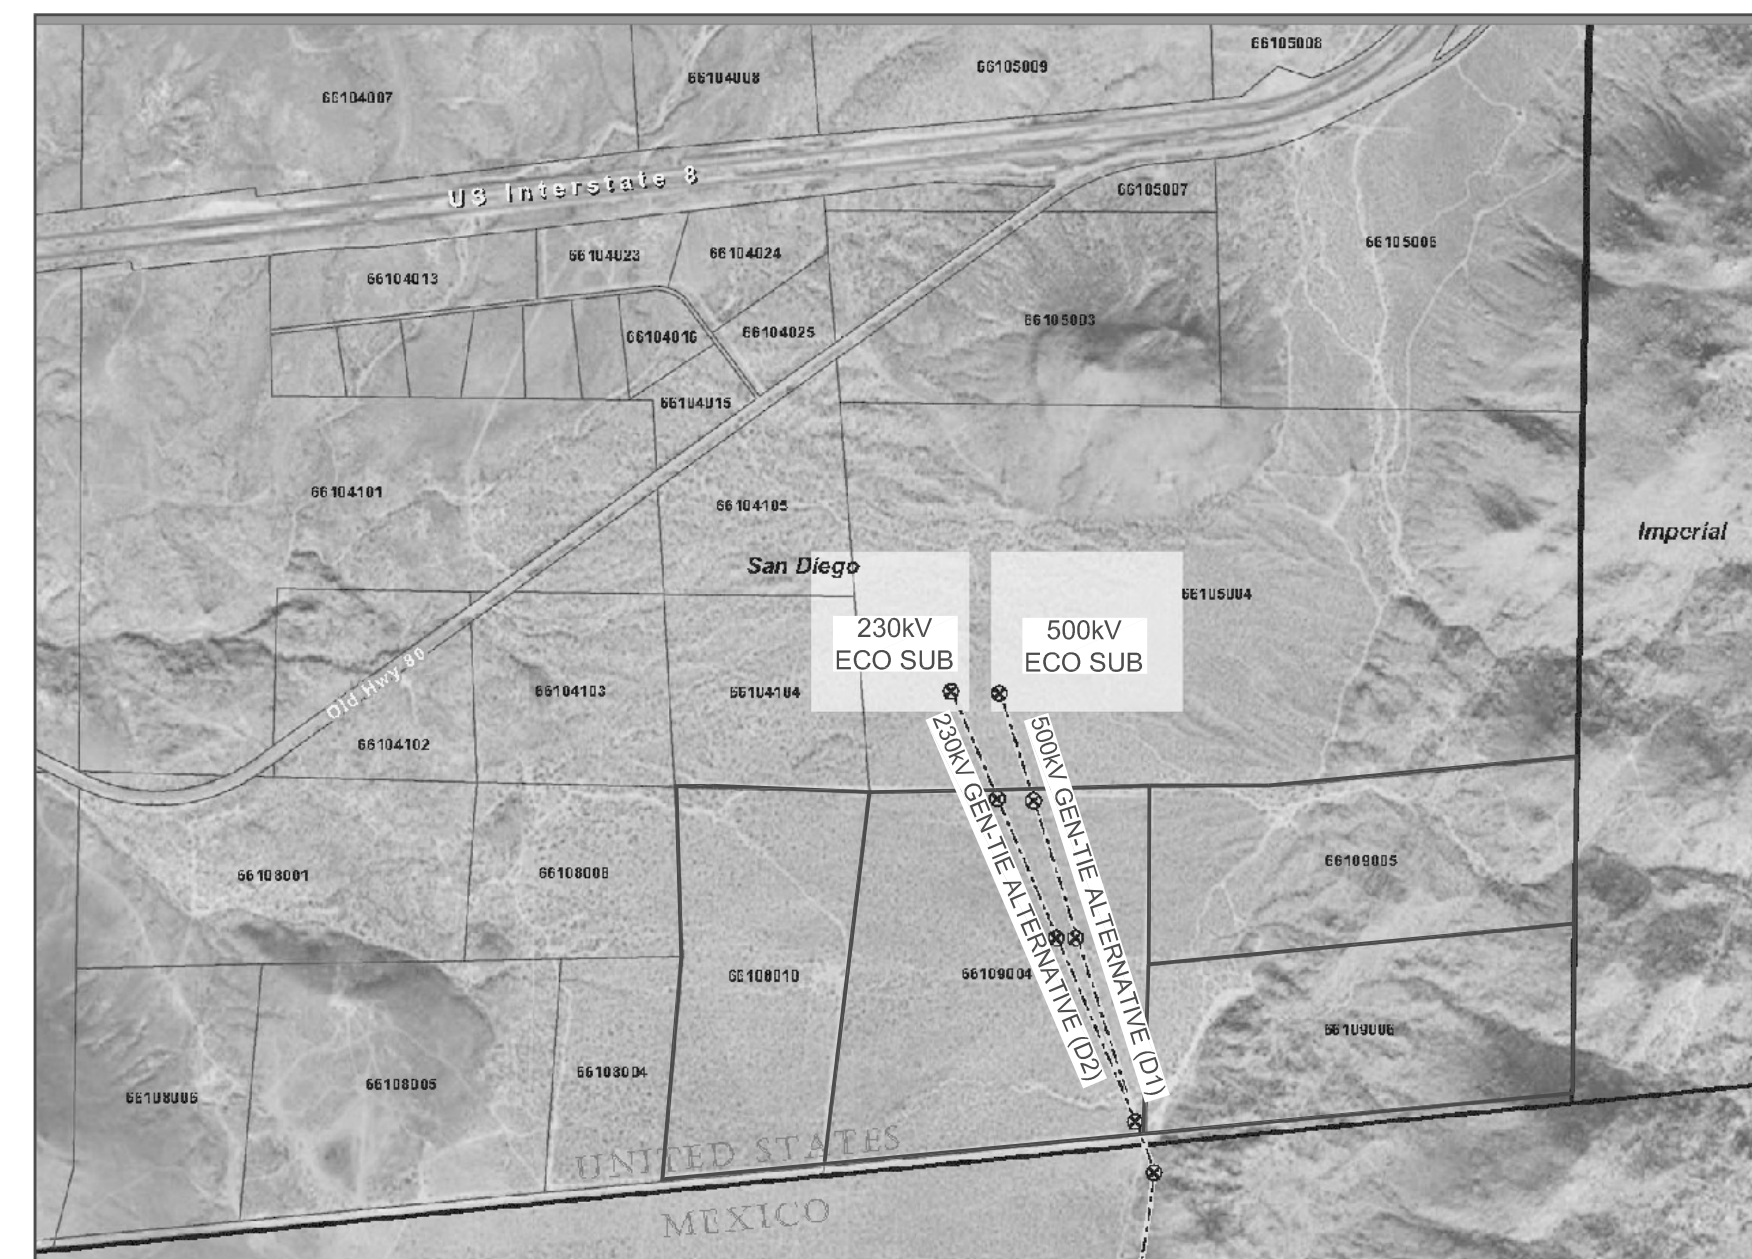 66105008
66105009
66104008
66104007
US Interstate 8
66105007
66105006
66104023
66104024
66104013
66105003
66104016
66104025
66104015
66104101
66104105
Imperial
San Diego
66105004
230kV
ECO SUB
500kV
ECO SUB
Old Hwy 80
66104103
66104104
66104102
230kV GEN-TIE ALTERNATIVE (D2)
500kV GEN-TIE ALTERNATIVE (D1)
66109005
66108001
66108008
66108010
66109004
66109006
66108004
66108005
66108006
UNITED STATES
MEXICO